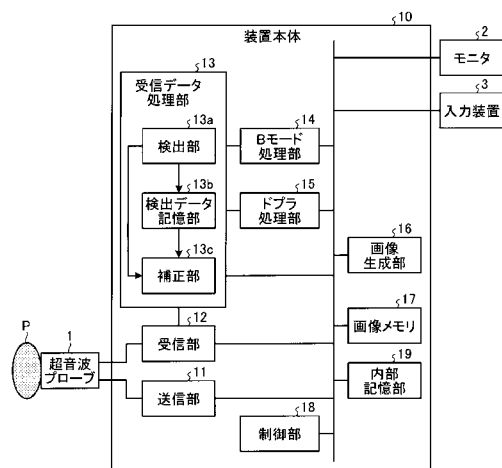 10
装置本体
2
モニタ
3
入力装置
13
受信データ
処理部
13a
検出部
14
Bモード
処理部
13b
検出データ
記憶部
15
ドプラ
処理部
13c
補正部
16
画像
生成部
17
画像メモリ
P
1
超音波
プローブ
12
受信部
11
送信部
19
内部
記憶部
18
制御部